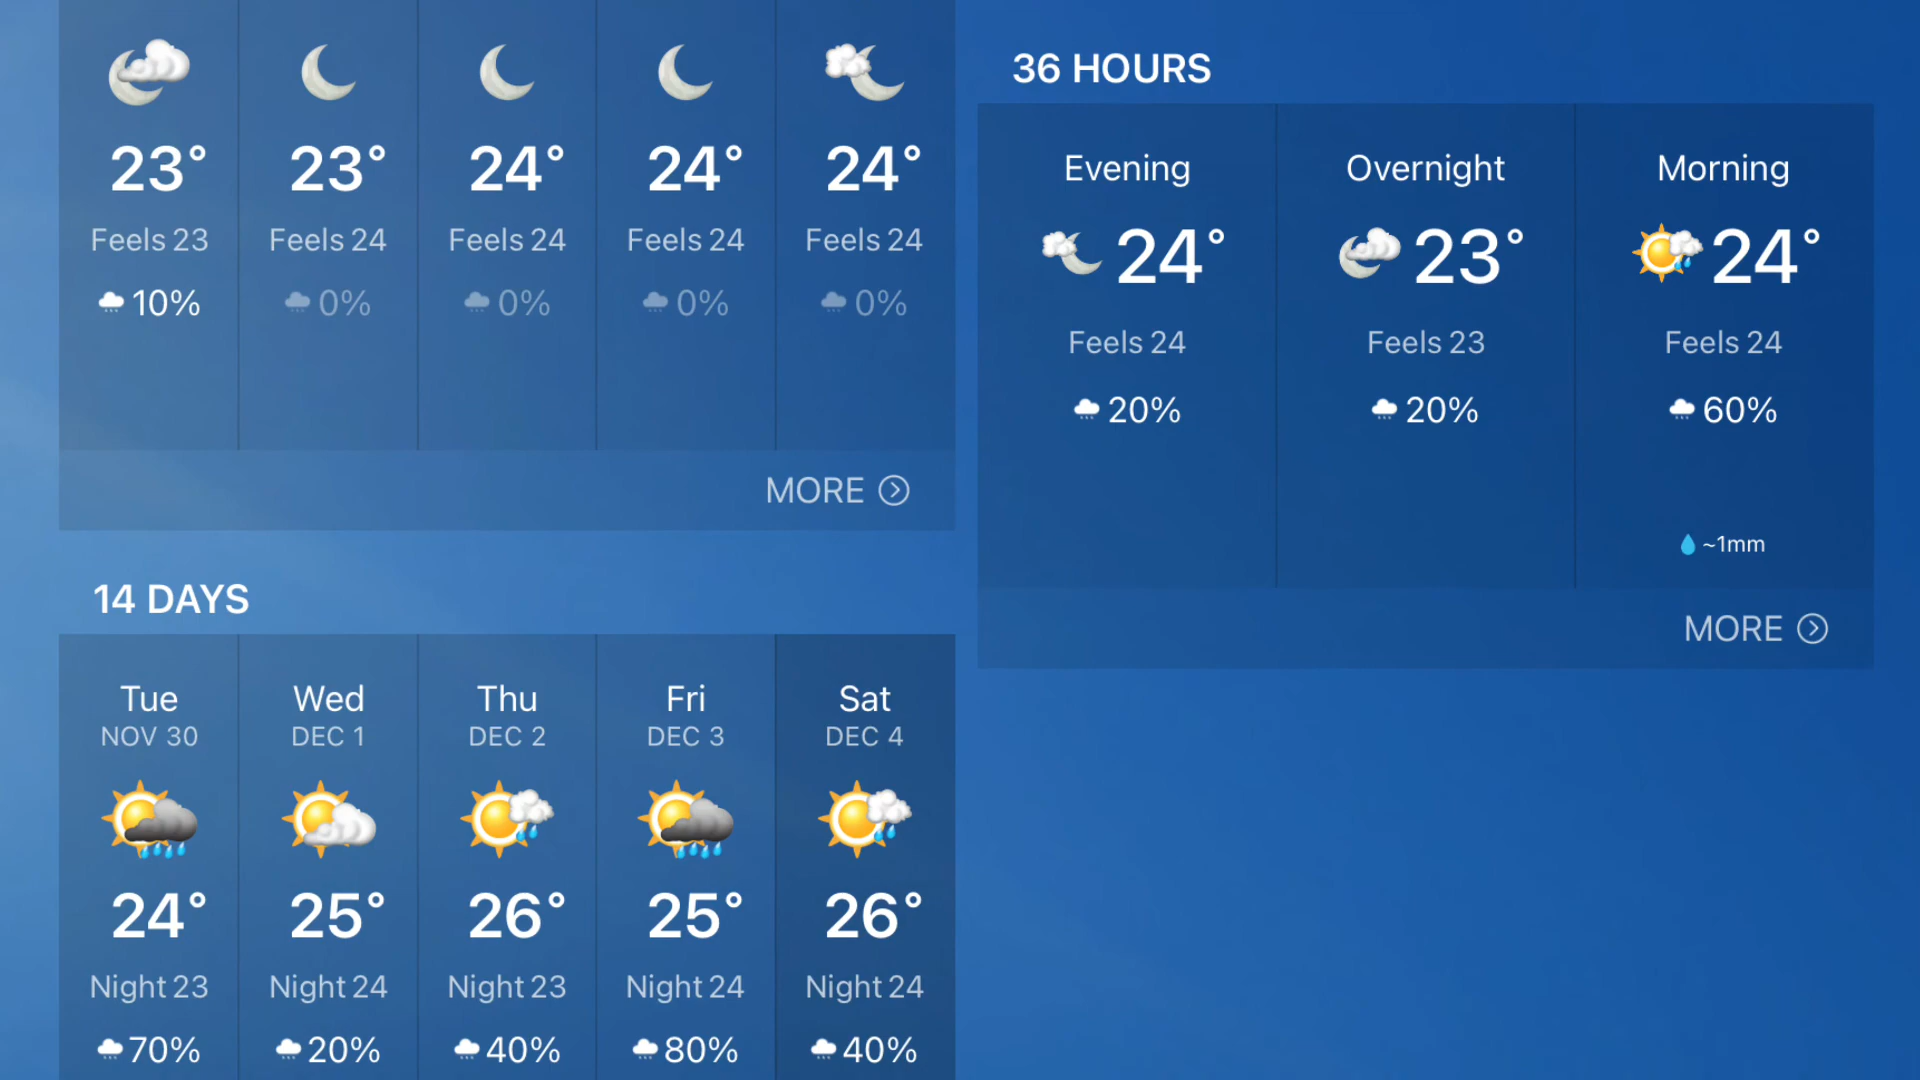 23° 23° 24° 24° 24°
Feels 23 Feels 24 Feels 24 Feels 24 Feels 24
10% 0% 0% 0% 0%
MORE
14 DAYS
Tue Wed Thu Fri Sat
NOV 30 DEC 1 DEC 2 DEC 3 DEC 4
24° 25° 26° 25° 26°
Night 23 Night 24 Night 23 Night 24 Night 24
70% 20% 40% 80% 40%
36 HOURS
Evening Overnight Morning
24° 23° 24°
Feels 24 Feels 23 Feels 24
20% 20% 60%
~1mm
MORE